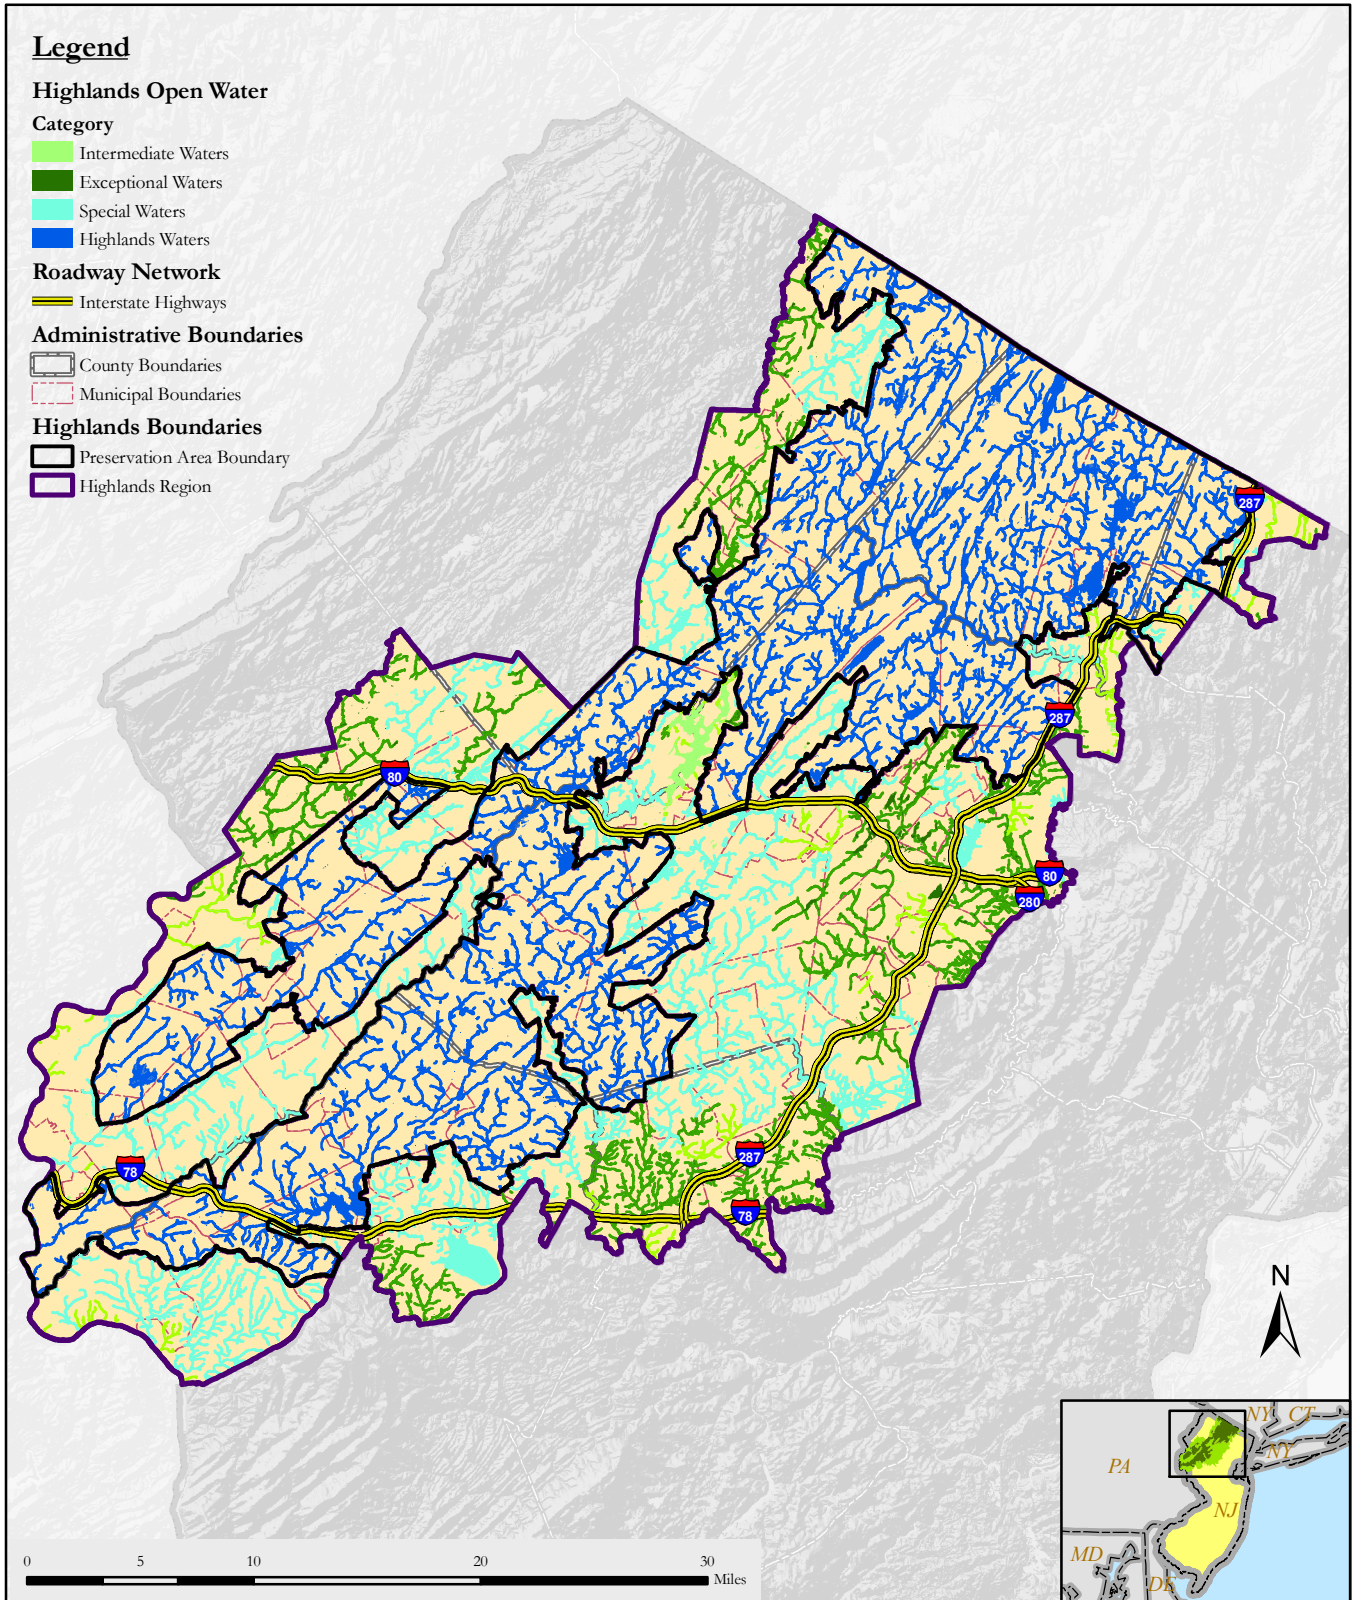 Legend
Highlands Open Water
Category
Intermediate Waters
Exceptional Waters
Special Waters
Highlands Waters
Roadway Network
Interstate Highways
Administrative Boundaries
County Boundaries
Municipal Boundaries
Highlands Boundaries
Preservation Area Boundary
Highlands Region
287
287
80
80
280
78
287
78
N
NY
CT
PA
NY
NJ
MD
DE
0
5
10
20
30
Miles